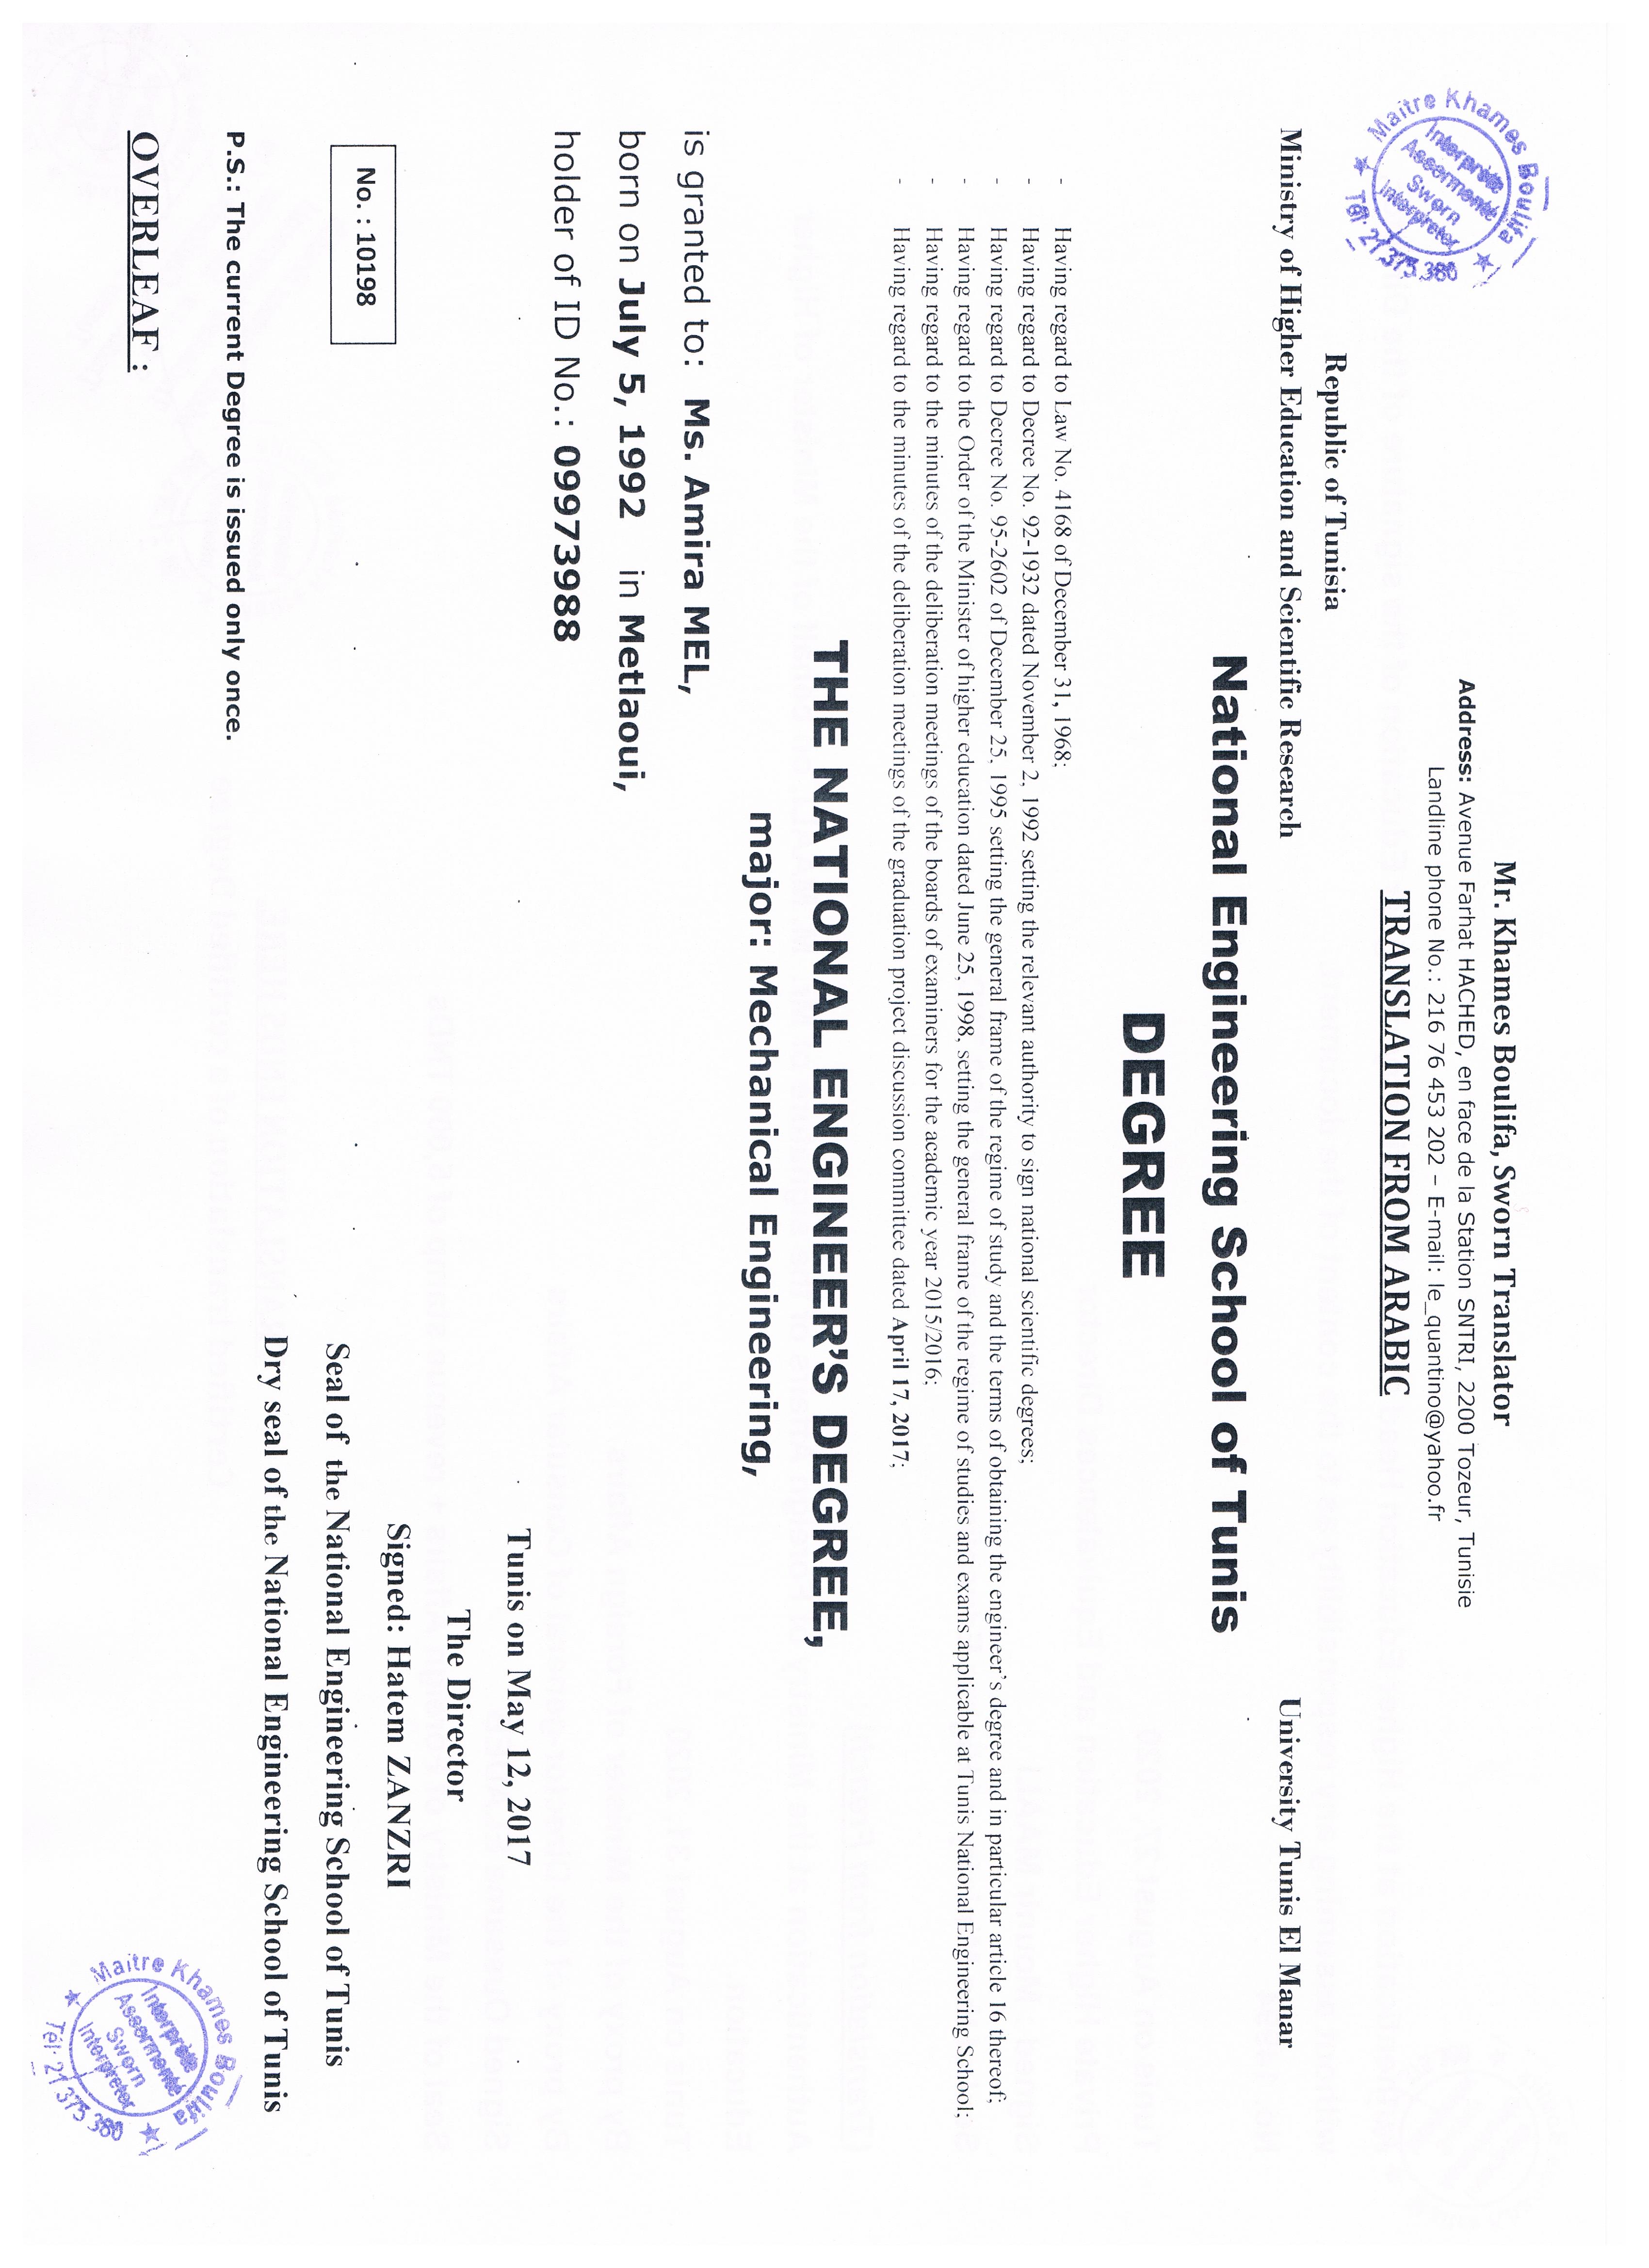 Maitre Khames Boulifa
Interprète
Assermenté
Sworn
Interpreter
Tél: 21 375 380
Mr. Khames Boulifa, Sworn Translator
Address: Avenue Farhat HACHED, en face de la Station SNTRI, 2200 Tozeur, Tunisie
Landline phone No.: 216 76 453 202 – E-mail: le_quantino@yahoo.fr
TRANSLATION FROM ARABIC
Republic of Tunisia
Ministry of Higher Education and Scientific Research
University Tunis El Manar
National Engineering School of Tunis
DEGREE
- Having regard to Law No. 4168 of December 31, 1968;
- Having regard to Decree No. 92-1932 dated November 2, 1992 setting the relevant authority to sign national scientific degrees;
- Having regard to Decree No. 95-2602 of December 25, 1995 setting the general frame of the regime of study and the terms of obtaining the engineer's degree and in particular article 16 thereof;
- Having regard to the Order of the Minister of higher education dated June 25, 1998, setting the general frame of the regime of studies and exams applicable at Tunis National Engineering School;
- Having regard to the minutes of the deliberation meetings of the boards of examiners for the academic year 2015/2016;
- Having regard to the minutes of the deliberation meetings of the graduation project discussion committee dated April 17, 2017;
THE NATIONAL ENGINEER'S DEGREE,
major: Mechanical Engineering,
is granted to: Ms. Amira MEL,
born on July 5, 1992 in Metlaoui,
holder of ID No.: 09973988
Tunis on May 12, 2017
The Director
Signed: Hatem ZANZRI
No. : 10198
Seal of the National Engineering School of Tunis
Dry seal of the National Engineering School of Tunis
P.S.: The current Degree is issued only once.
OVERLEAF :
Maitre Khames Boulifa
Interprète
Assermenté
Sworn
Interpreter
Tél: 21 375 380